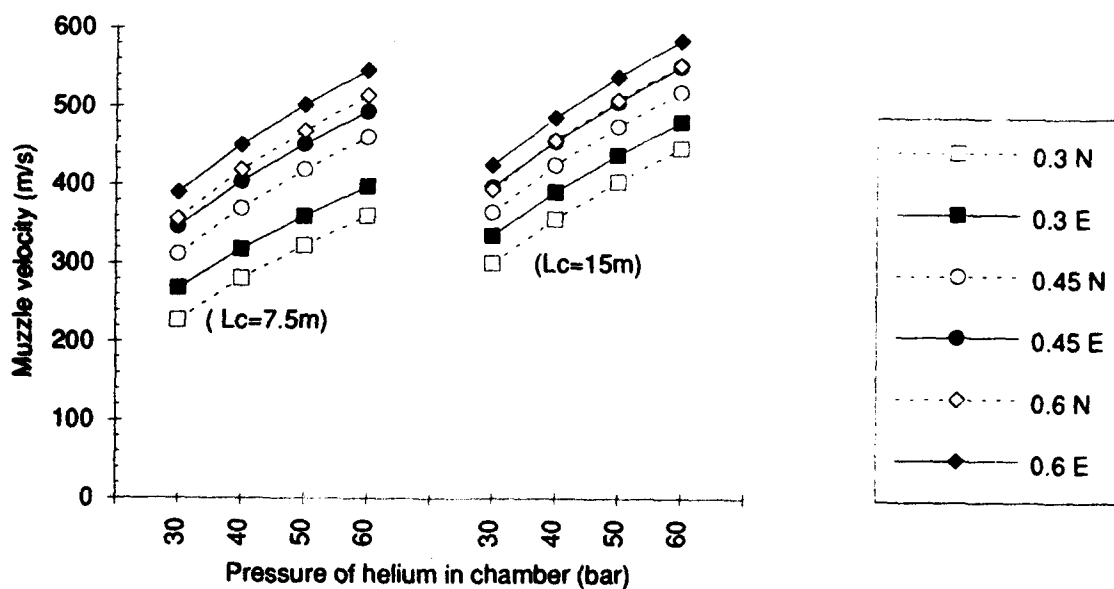 600
500
400
300
200
100
0
Muzzle velocity (m/s)
( Lc=7.5m)
(Lc=15m)
30 40 50 60 30 40 50 60
Pressure of helium in chamber (bar)
0.3 N
0.3 E
0.45 N
0.45 E
0.6 N
0.6 E